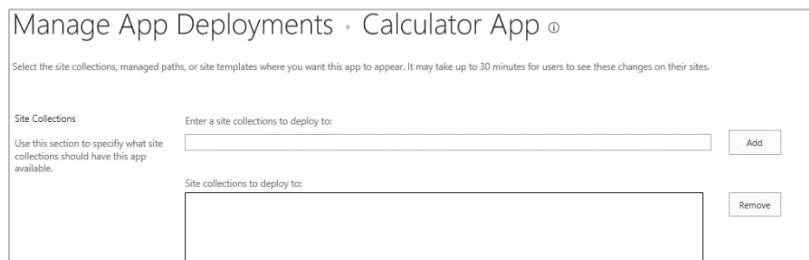 Manage App Deployments › Calculator App
Select the site collections, managed paths, or site templates where you want this app to appear. It may take up to 30 minutes for users to see these changes on their sites.
Site Collections
Use this section to specifiy what site
collections should have this app
available.
Enter a site collections to deploy to:
Add
Site collections to deploy to:
Remove